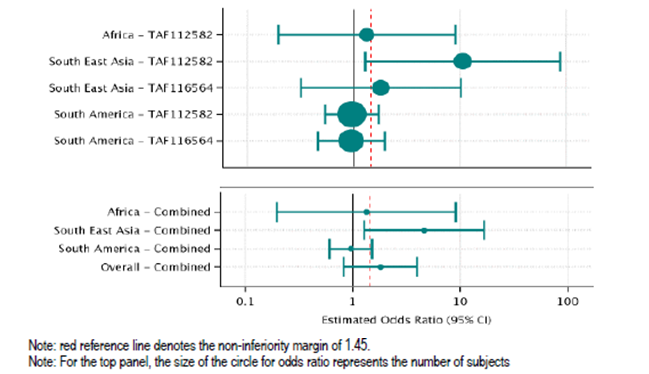 Africa – TAF112582
South East Asia – TAF112582
South East Asia – TAF116564
South America – TAF112582
South America – TAF116564
Africa – Combined
South East Asia – Combined
South America – Combined
Overall – Combined
0.1 1 10 100
Estimated Odds Ratio (95% CI)
Note: red reference line denotes the non-inferiority margin of 1.45.
Note: For the top panel, the size of the circle for odds ratio represents the number of subjects